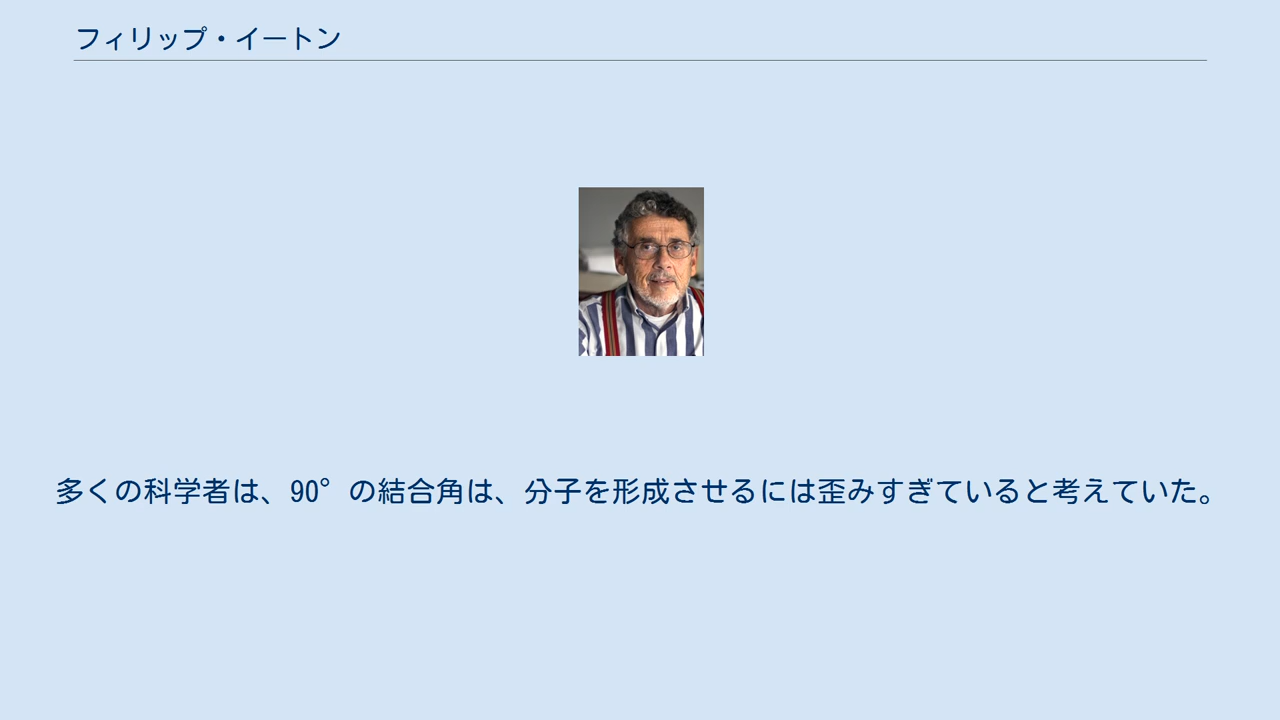 フィリップ・イートン
多くの科学者は、90°の結合角は、分子を形成させるには歪みすぎていると考えていた。